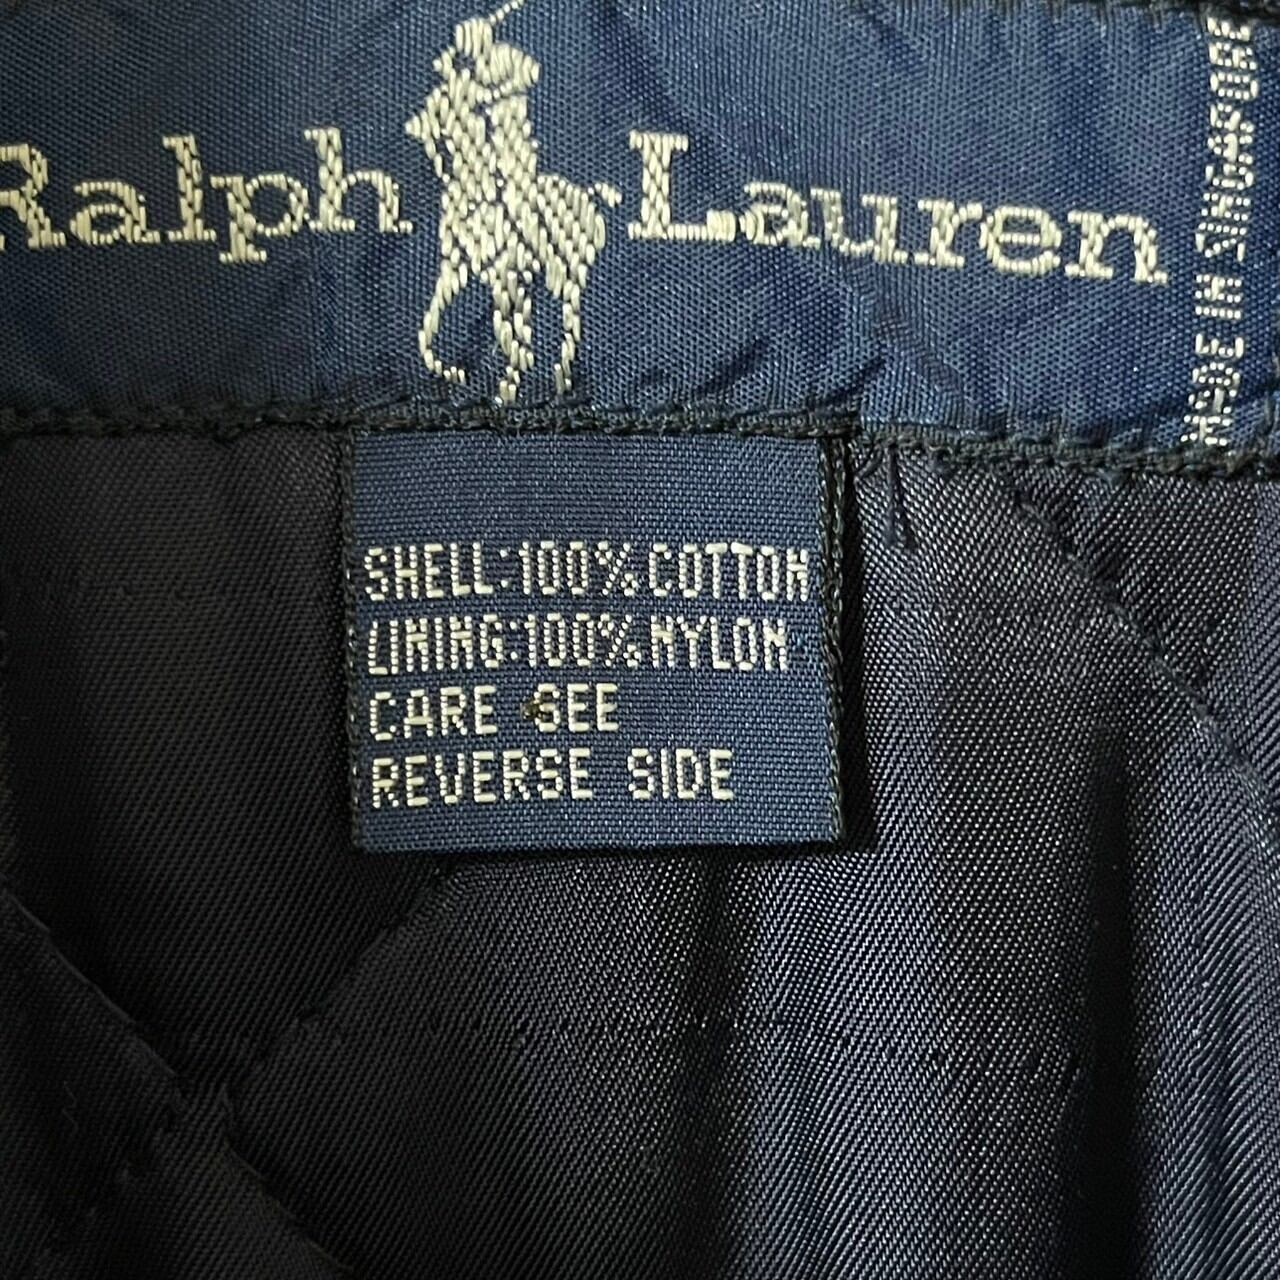 Ralph Lauren
MADE IN SINGAPORE
SHELL:100%COTTON
LINING:100%NYLON
CARE SEE
REVERSE SIDE